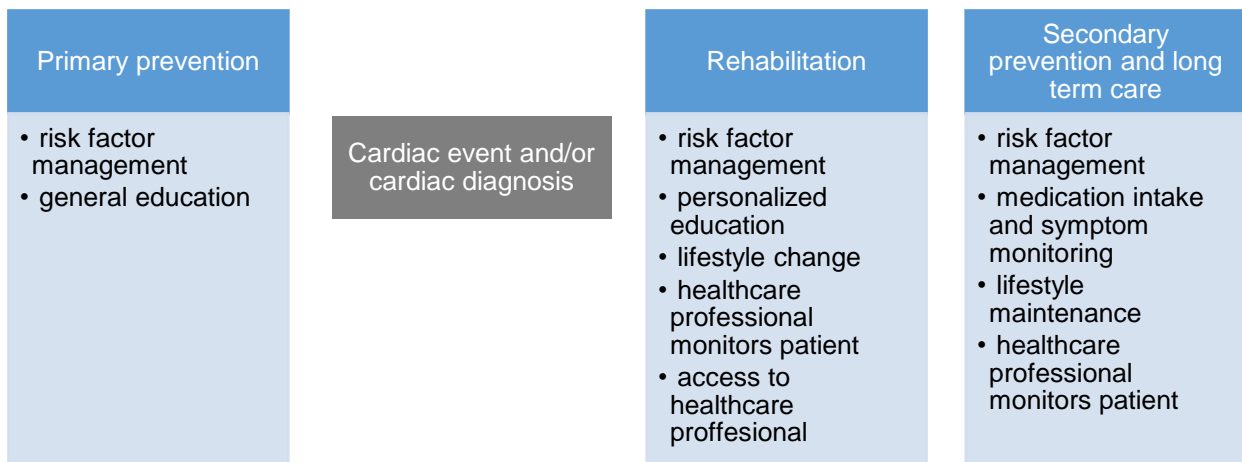 Primary prevention
• risk factor
management
• general education
Cardiac event and/or
cardiac diagnosis
Rehabilitation
• risk factor
management
• personalized
education
• lifestyle change
• healthcare
professional
monitors patient
• access to
healthcare
proffesional
Secondary
prevention and long
term care
• risk factor
management
• medication intake
and symptom
monitoring
• lifestyle
maintenance
• healthcare
professional
monitors patient